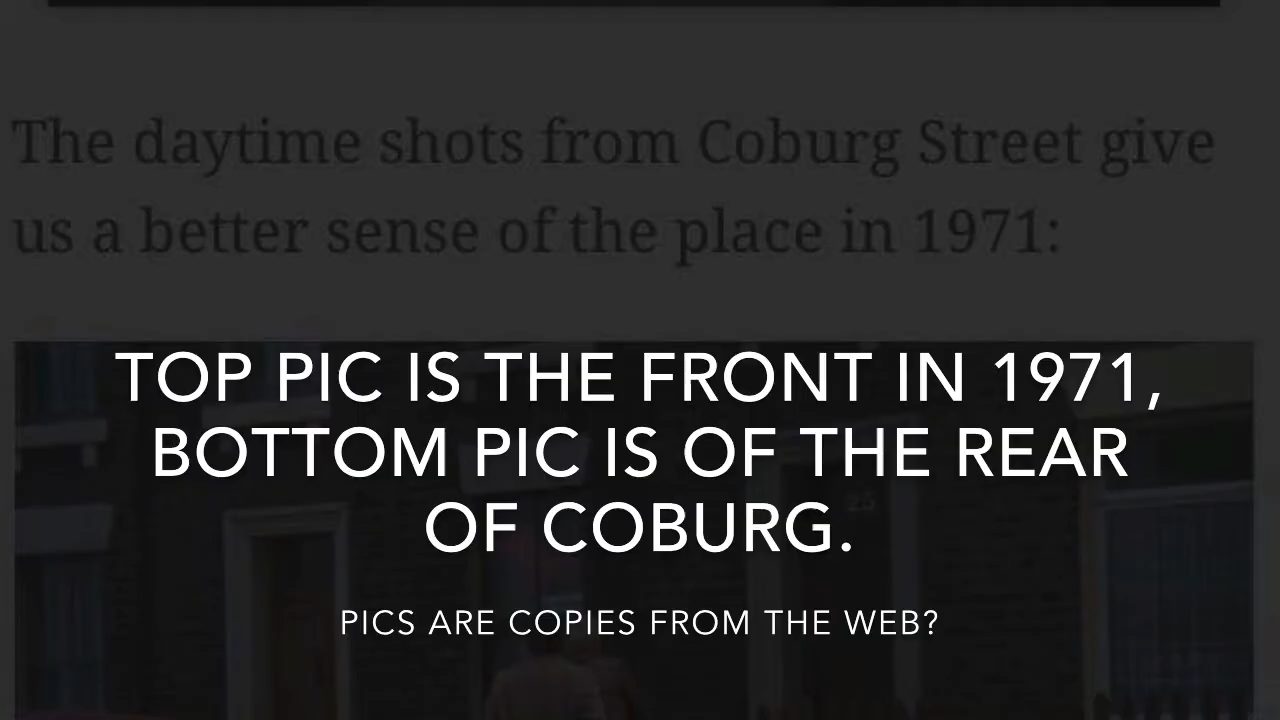 The daytime shots from Coburg Street give
us a better sense of the place in 1971:
TOP PIC IS THE FRONT IN 1971,
BOTTOM PIC IS OF THE REAR
OF COBURG.
25
PICS ARE COPIES FROM THE WEB?